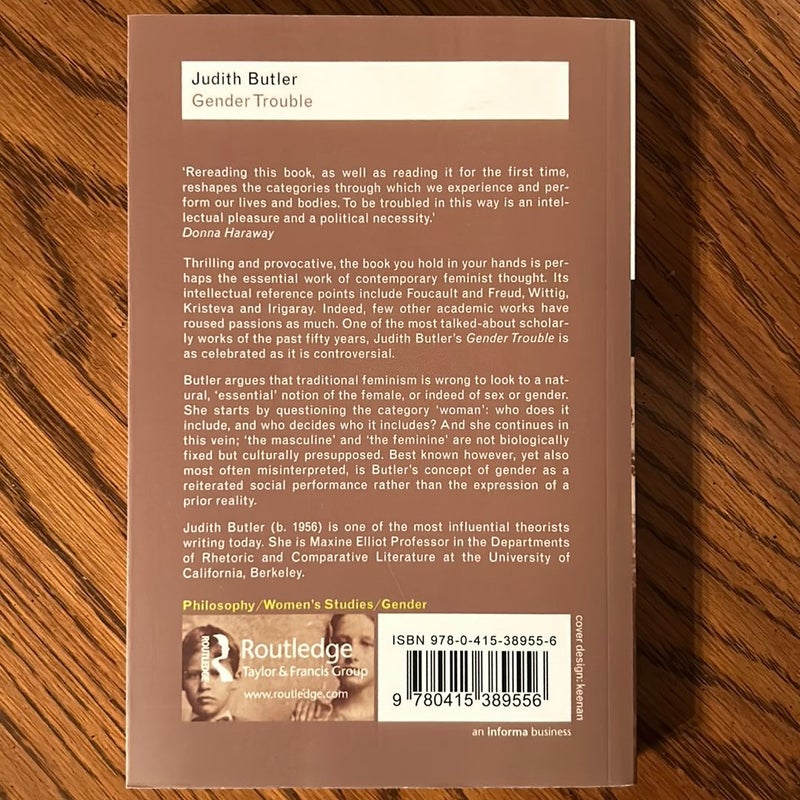 Judith Butler
Gender Trouble
‘Rereading this book, as well as reading it for the first time,
reshapes the categories through which we experience and per-
form our lives and bodies. To be troubled in this way is an intel-
lectual pleasure and a political necessity.’
Donna Haraway
Thrilling and provocative, the book you hold in your hands is per-
haps the essential work of contemporary feminist thought. Its
intellectual reference points include Foucault and Freud, Wittig,
Kristeva and Irigaray. Indeed, few other academic works have
roused passions as much. One of the most talked-about scholar-
ly works of the past fifty years, Judith Butler’s Gender Trouble is
as celebrated as it is controversial.
Butler argues that traditional feminism is wrong to look to a nat-
ural, ‘essential’ notion of the female, or indeed of sex or gender.
She starts by questioning the category ‘woman’: who does it
include, and who decides who it includes? And she continues in
this vein; ‘the masculine’ and ‘the feminine’ are not biologically
fixed but culturally presupposed. Best known however, yet also
most often misinterpreted, is Butler’s concept of gender as a
reiterated social performance rather than the expression of a
prior reality.
Judith Butler (b. 1956) is one of the most influential theorists
writing today. She is Maxine Elliot Professor in the Departments
of Rhetoric and Comparative Literature at the University of
California, Berkeley.
Philosophy/Women’s Studies/Gender
ROUTLEDGE
Routledge
Taylor & Francis Group
www.routledge.com
ISBN 978-0-415-38955-6
9 780415 389556
cover design: keenan
an informa business